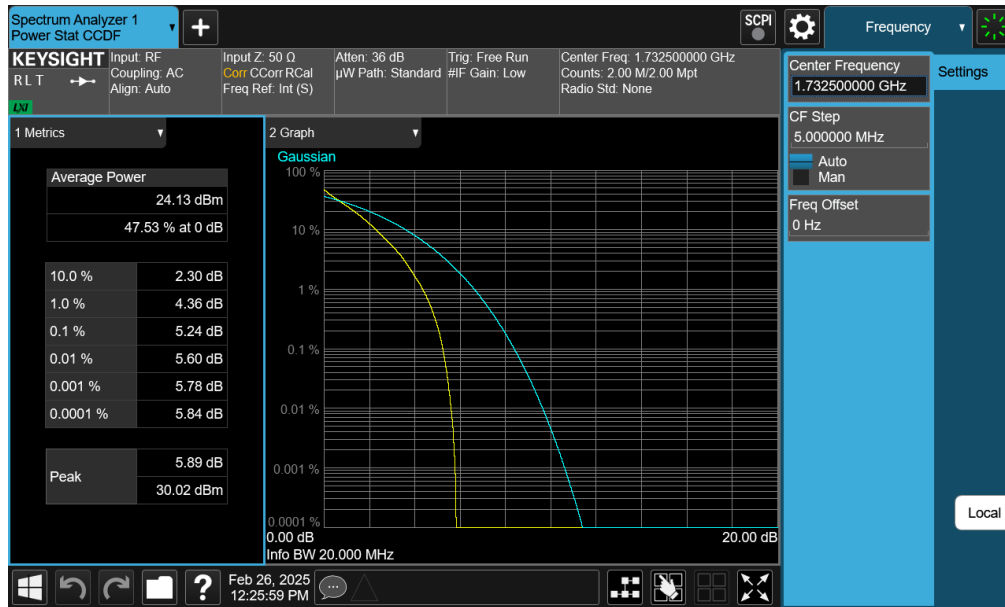 Spectrum Analyzer 1
Power Stat CCDF
SCPI
Frequency
KEYSIGHT
R L T
LXI
Input: RF
Coupling: AC
Align: Auto
Input Z: 50 Ω
Corr CCorr RCal
Freq Ref: Int (S)
Atten: 36 dB
µW Path: Standard
Trig: Free Run
#IF Gain: Low
Center Freq: 1.732500000 GHz
Counts: 2.00 M/2.00 Mpt
Radio Std: None
Center Frequency
1.732500000 GHz
Settings
CF Step
5.000000 MHz
Auto
Man
Freq Offset
0 Hz
Local
1 Metrics
Average Power
24.13 dBm
47.53 % at 0 dB
10.0 % 2.30 dB
1.0 % 4.36 dB
0.1 % 5.24 dB
0.01 % 5.60 dB
0.001 % 5.78 dB
0.0001 % 5.84 dB
Peak
5.89 dB
30.02 dBm
2 Graph
Gaussian
100 %
10 %
1 %
0.1 %
0.01 %
0.001 %
0.0001 %
0.00 dB 20.00 dB
Info BW 20.000 MHz
?
Feb 26, 2025
12:25:59 PM